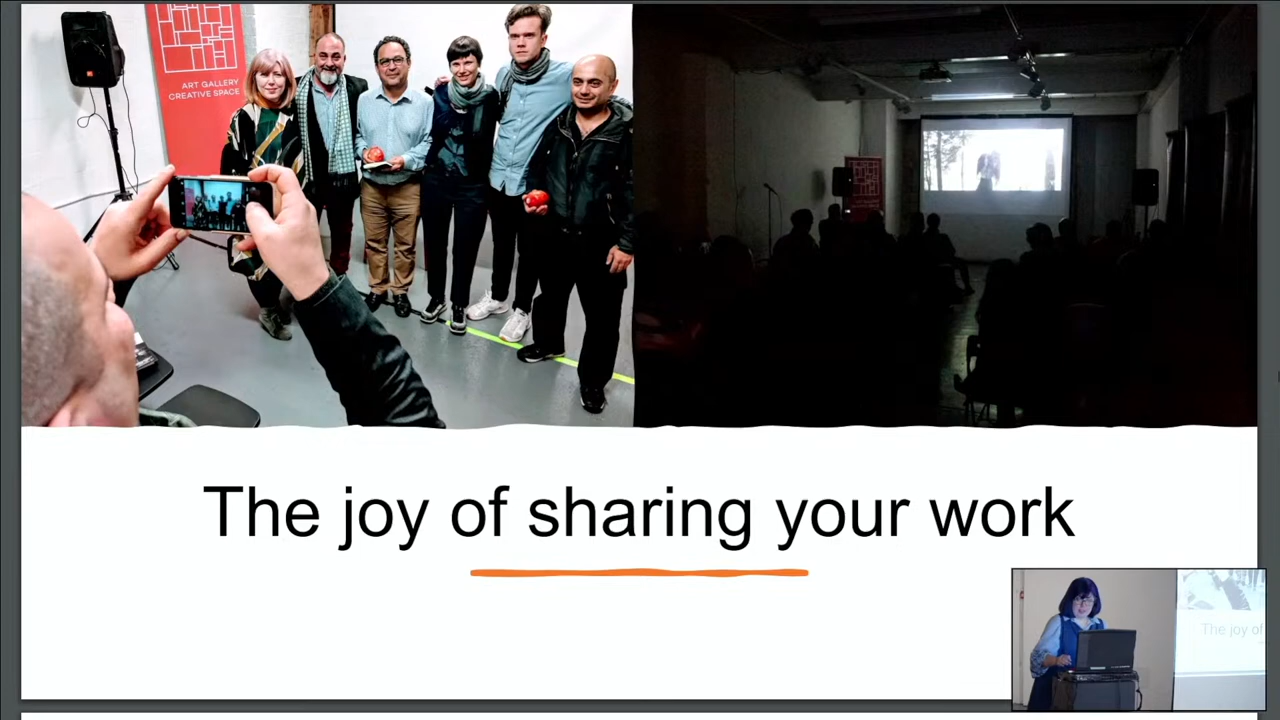 ART GALLERY
CREATIVE SPACE
The joy of sharing your work
The joy of